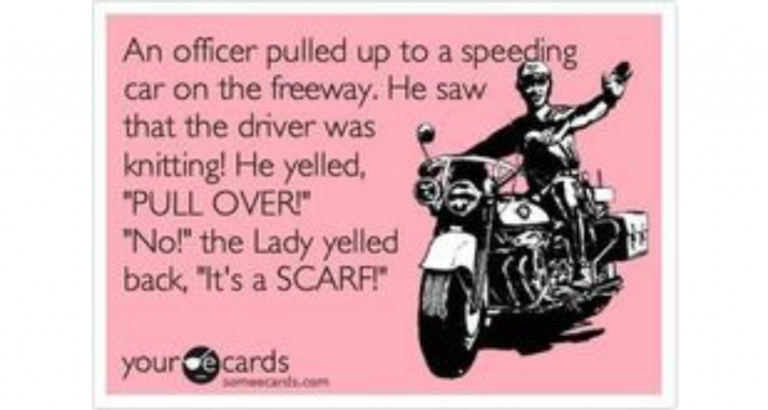 An officer pulled up to a speeding
car on the freeway. He saw
that the driver was
knitting! He yelled,
"PULL OVER!"
"No!" the Lady yelled
back, "It's a SCARF!"
your e cards
someecards.com